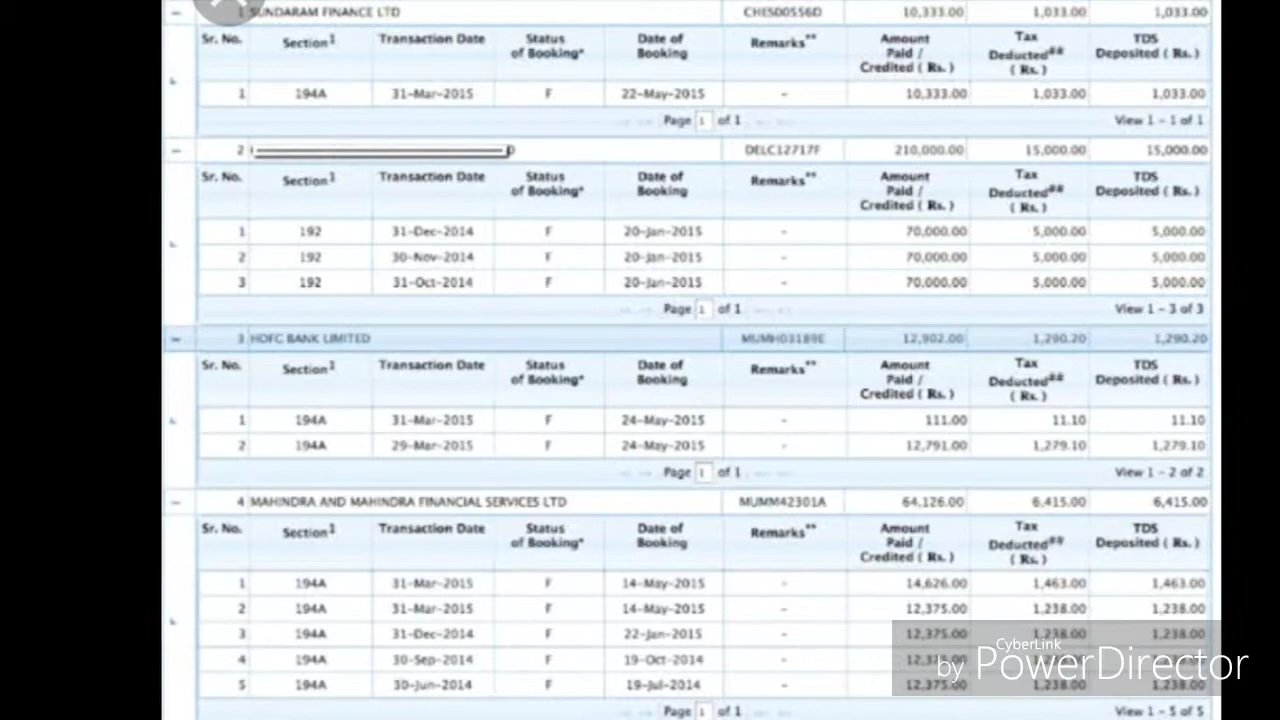 1 SUNDARAM FINANCE LTD CHES00556D 10,333.00 1,033.00 1,033.00
Sr. No. Section1 Transaction Date Status of Booking* Date of Booking Remarks** Amount Paid / Credited ( Rs. ) Tax Deducted## ( Rs. ) TDS Deposited ( Rs. )
1 194A 31-Mar-2015 F 22-May-2015 - 10,333.00 1,033.00 1,033.00
Page 1 of 1 View 1 - 1 of 1
2 DELC12717F 210,000.00 15,000.00 15,000.00
Sr. No. Section1 Transaction Date Status of Booking* Date of Booking Remarks** Amount Paid / Credited ( Rs. ) Tax Deducted## ( Rs. ) TDS Deposited ( Rs. )
1 192 31-Dec-2014 F 20-Jan-2015 - 70,000.00 5,000.00 5,000.00
2 192 30-Nov-2014 F 20-Jan-2015 - 70,000.00 5,000.00 5,000.00
3 192 31-Oct-2014 F 20-Jan-2015 - 70,000.00 5,000.00 5,000.00
Page 1 of 1 View 1 - 3 of 3
3 HDFC BANK LIMITED MUMH03189E 12,902.00 1,290.20 1,290.20
Sr. No. Section1 Transaction Date Status of Booking* Date of Booking Remarks** Amount Paid / Credited ( Rs. ) Tax Deducted## ( Rs. ) TDS Deposited ( Rs. )
1 194A 31-Mar-2015 F 24-May-2015 - 111.00 11.10 11.10
2 194A 29-Mar-2015 F 24-May-2015 - 12,791.00 1,279.10 1,279.10
Page 1 of 1 View 1 - 2 of 2
4 MAHINDRA AND MAHINDRA FINANCIAL SERVICES LTD MUMM42301A 64,126.00 6,415.00 6,415.00
Sr. No. Section1 Transaction Date Status of Booking* Date of Booking Remarks** Amount Paid / Credited ( Rs. ) Tax Deducted## ( Rs. ) TDS Deposited ( Rs. )
1 194A 31-Mar-2015 F 14-May-2015 - 14,626.00 1,463.00 1,463.00
2 194A 31-Mar-2015 F 14-May-2015 - 12,375.00 1,238.00 1,238.00
3 194A 31-Dec-2014 F 22-Jan-2015 - 12,375.00 1,238.00 1,238.00
4 194A 30-Sep-2014 F 19-Oct-2014 -
5 194A 30-Jun-2014 F 19-Jul-2014 - 12,375.00 1,238.00 1,238.00
Page 1 of 1 View 1 - 5 of 5
CyberLink
by PowerDirector